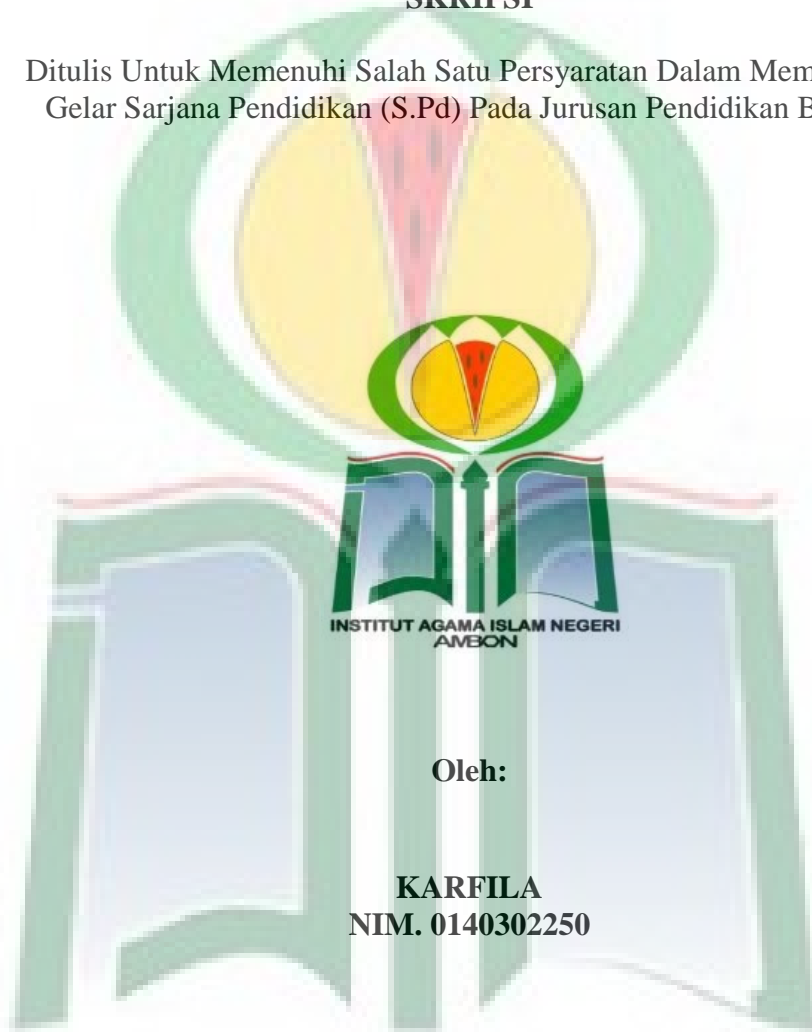 SKRIPSI
Ditulis Untuk Memenuhi Salah Satu Persyaratan Dalam
Gelar Sarjana Pendidikan (S.Pd) Pada Jurusan Pendidikan
INSTITUT AGAMA ISLAM NEGERI
AMBON
Oleh:
KARFILA
NIM. 0140302250